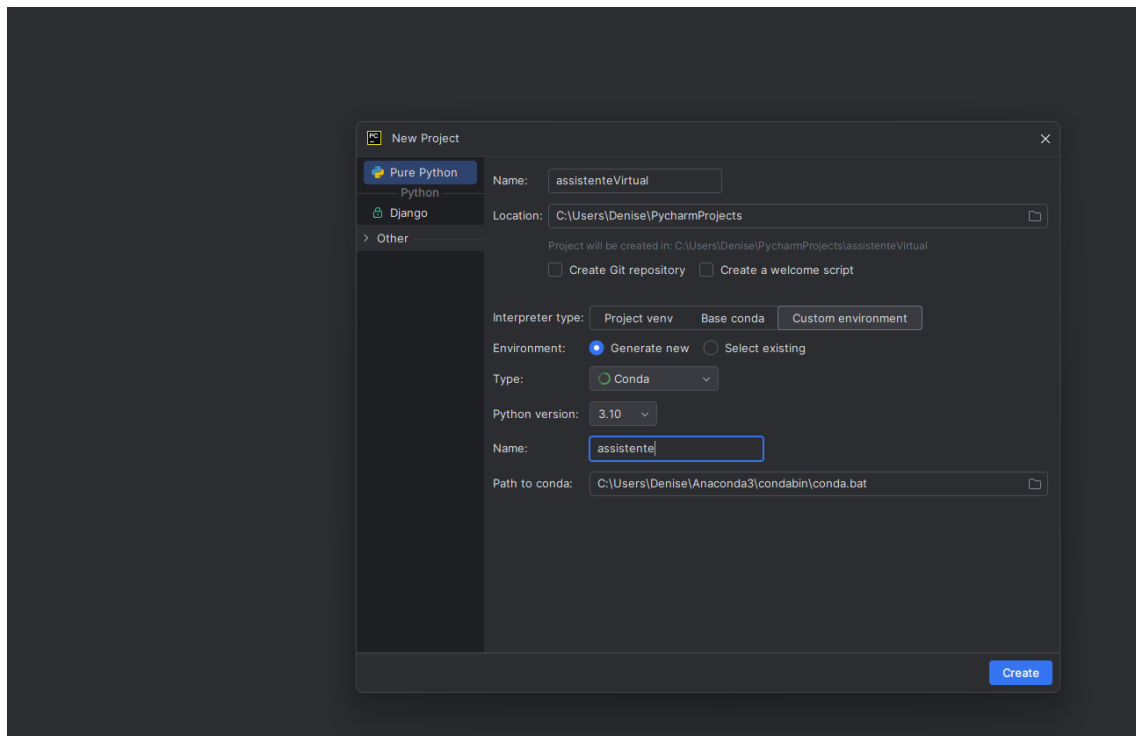 PC
New Project
Pure Python
Python
Django
Other
Name: assistenteVirtual
Location: C:\Users\Denise\PycharmProjects
Project will be created in: C:\Users\Denise\PycharmProjects\assistenteVirtual
Create Git repository Create a welcome script
Interpreter type: Project venv Base conda Custom environment
Environment: Generate new Select existing
Type: Conda
Python version: 3.10
Name: assistente
Path to conda: C:\Users\Denise\Anaconda3\condabin\conda.bat
Create